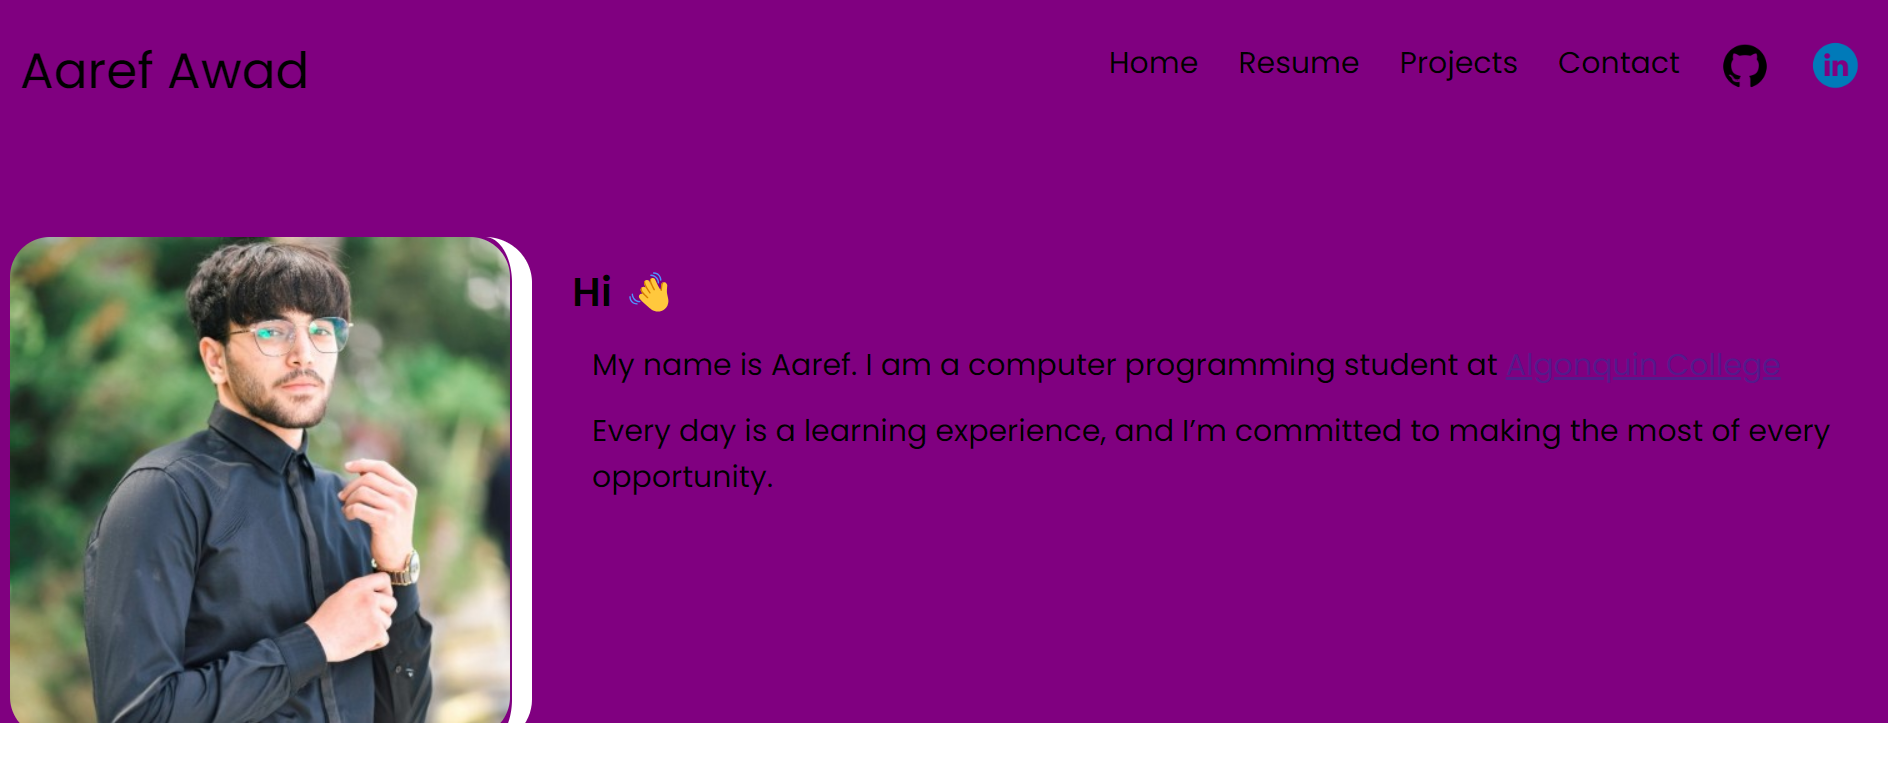 Aaref Awad
Home Resume Projects Contact in
Hi 👋
My name is Aaref. I am a computer programming student at Algonquin College
Every day is a learning experience, and I’m committed to making the most of every
opportunity.